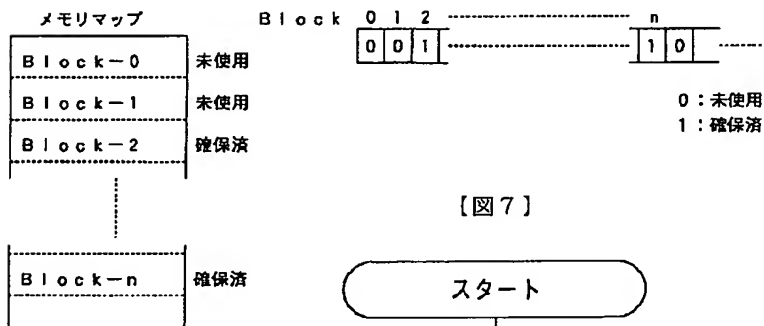 メモリマップ
Block-0 未使用
Block-1 未使用
Block-2 確保済
Block-n 確保済
Block 0 1 2 n
0 0 1 1 0
0:未使用
1:確保済
【図7】
スタート